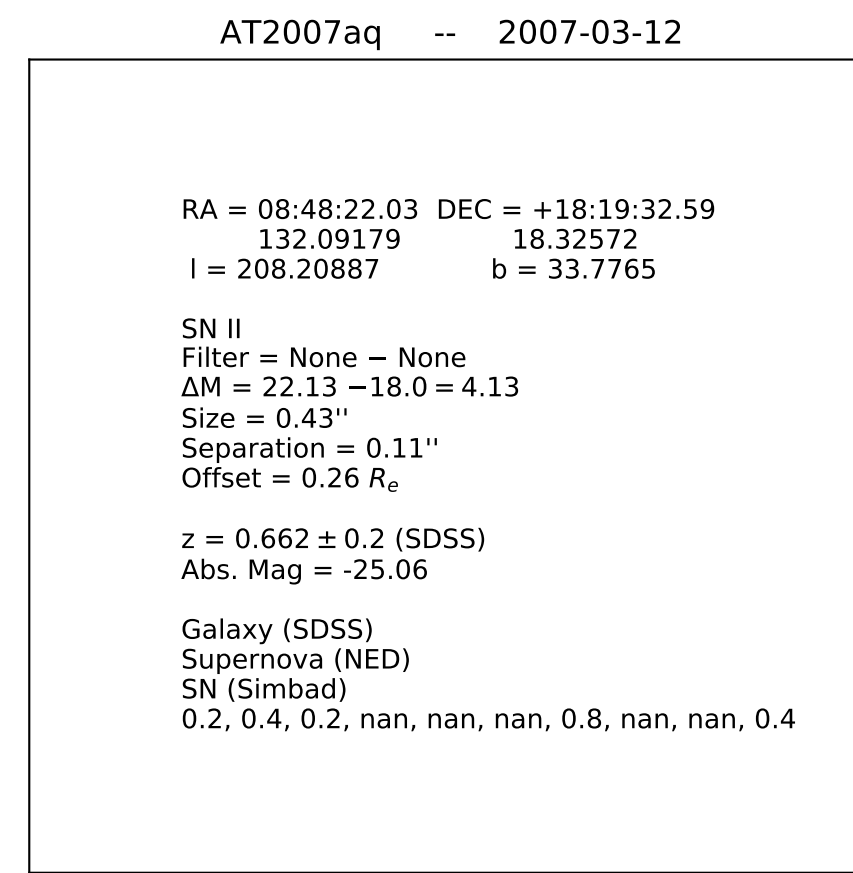 AT2007aq -- 2007-03-12
RA = 08:48:22.03 DEC = +18:19:32.59
132.09179 18.32572
l = 208.20887 b = 33.7765
SN II
Filter = None − None
ΔM = 22.13 −18.0 = 4.13
Size = 0.43''
Separation = 0.11''
Offset = 0.26 Rₑ
z = 0.662 ± 0.2 (SDSS)
Abs. Mag = -25.06
Galaxy (SDSS)
Supernova (NED)
SN (Simbad)
0.2, 0.4, 0.2, nan, nan, nan, 0.8, nan, nan, 0.4